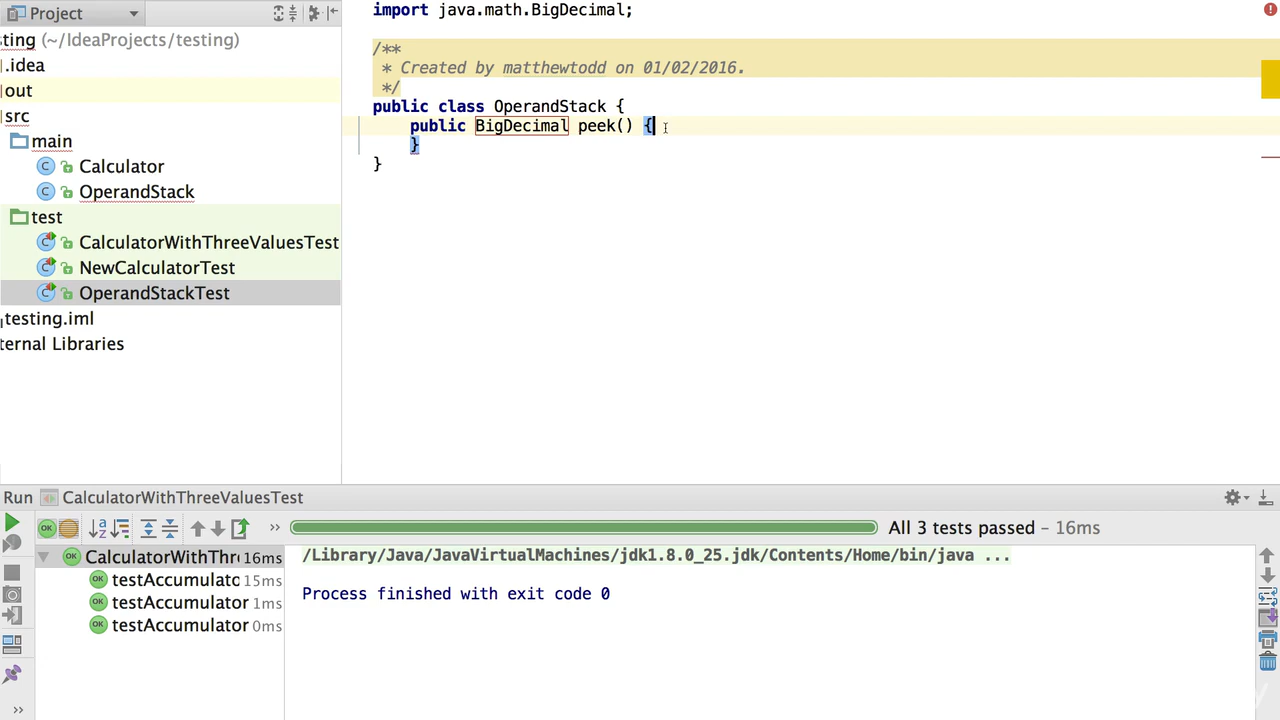 Project
sting (~/IdeaProjects/testing)
.idea
out
src
main
Calculator
OperandStack
test
CalculatorWithThreeValuesTest
NewCalculatorTest
OperandStackTest
testing.iml
ternal Libraries
import java.math.BigDecimal;
/**
* Created by matthewtodd on 01/02/2016.
*/
public class OperandStack {
public BigDecimal peek() {
}
}
Run CalculatorWithThreeValuesTest
All 3 tests passed – 16ms
CalculatorWithThr 16ms
testAccumulatc 15ms
testAccumulator 1ms
testAccumulator 0ms
/Library/Java/JavaVirtualMachines/jdk1.8.0_25.jdk/Contents/Home/bin/java ...
Process finished with exit code 0